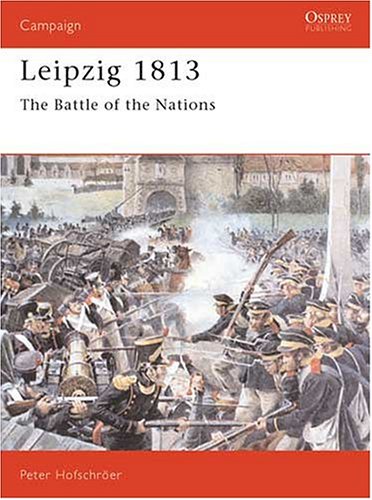 Campaign
OSPREY
PUBLISHING
Leipzig 1813
The Battle of the Nations
Peter Hofschröer